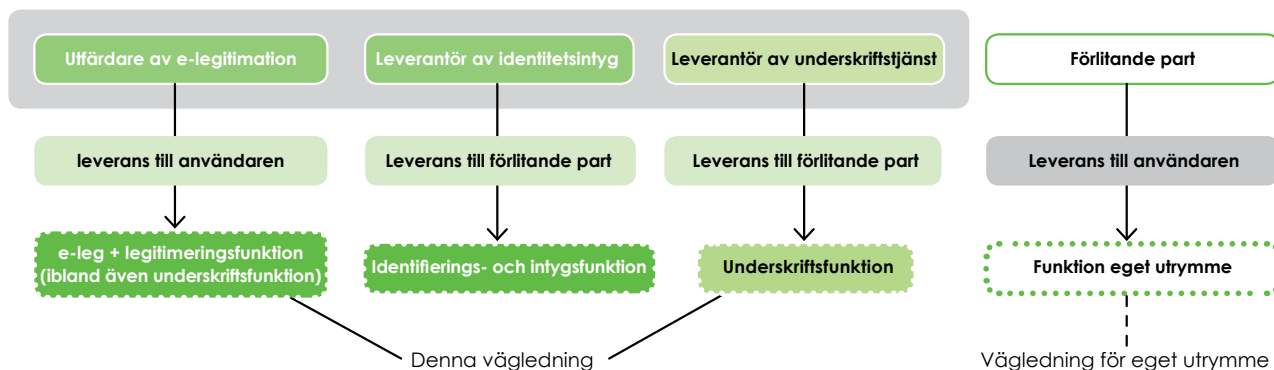 Utfärdare av e-legitimation
Leverantör av identitetsintyg
Leverantör av underskriftstjänst
Förlitande part
leverans till användaren
Leverans till förlitande part
Leverans till förlitande part
Leverans till användaren
e-leg + legitimeringsfunktion
(ibland även underskriftsfunktion)
Identifierings- och intygsfunktion
Underskriftsfunktion
Funktion eget utrymme
Denna vägledning
Vägledning för eget utrymme